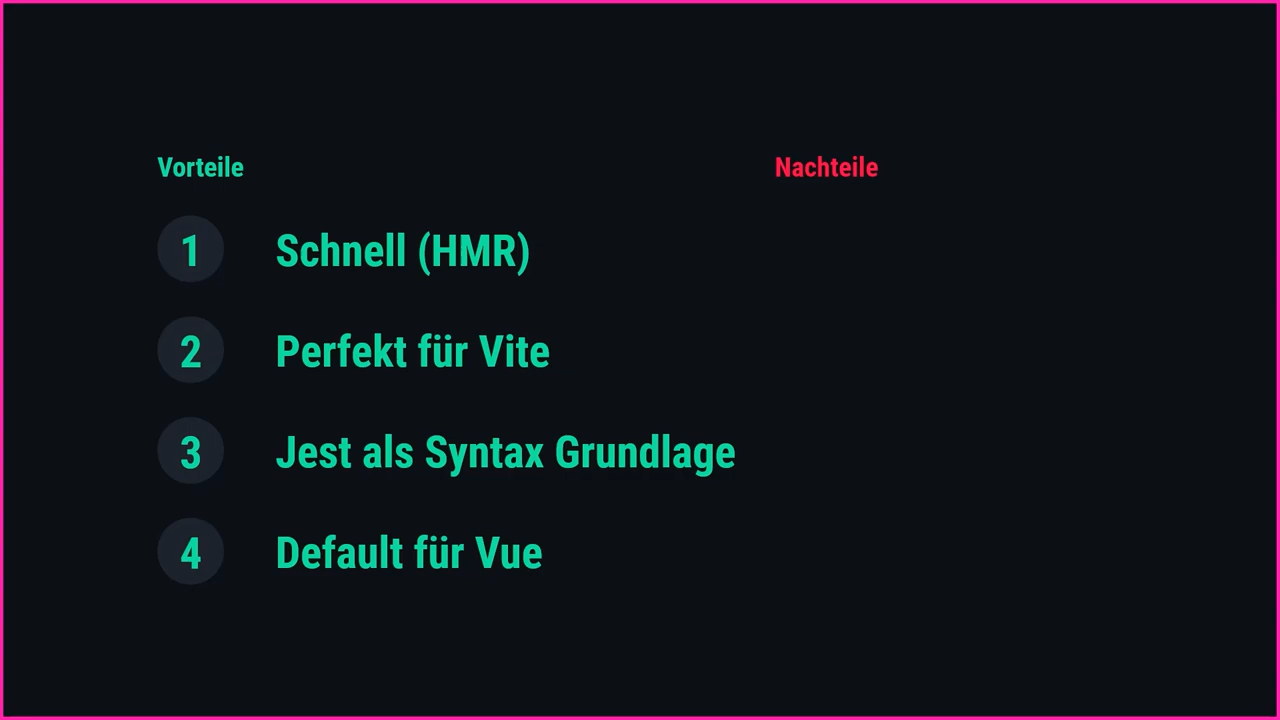 Vorteile
Nachteile
1 Schnell (HMR)
2 Perfekt für Vite
3 Jest als Syntax Grundlage
4 Default für Vue